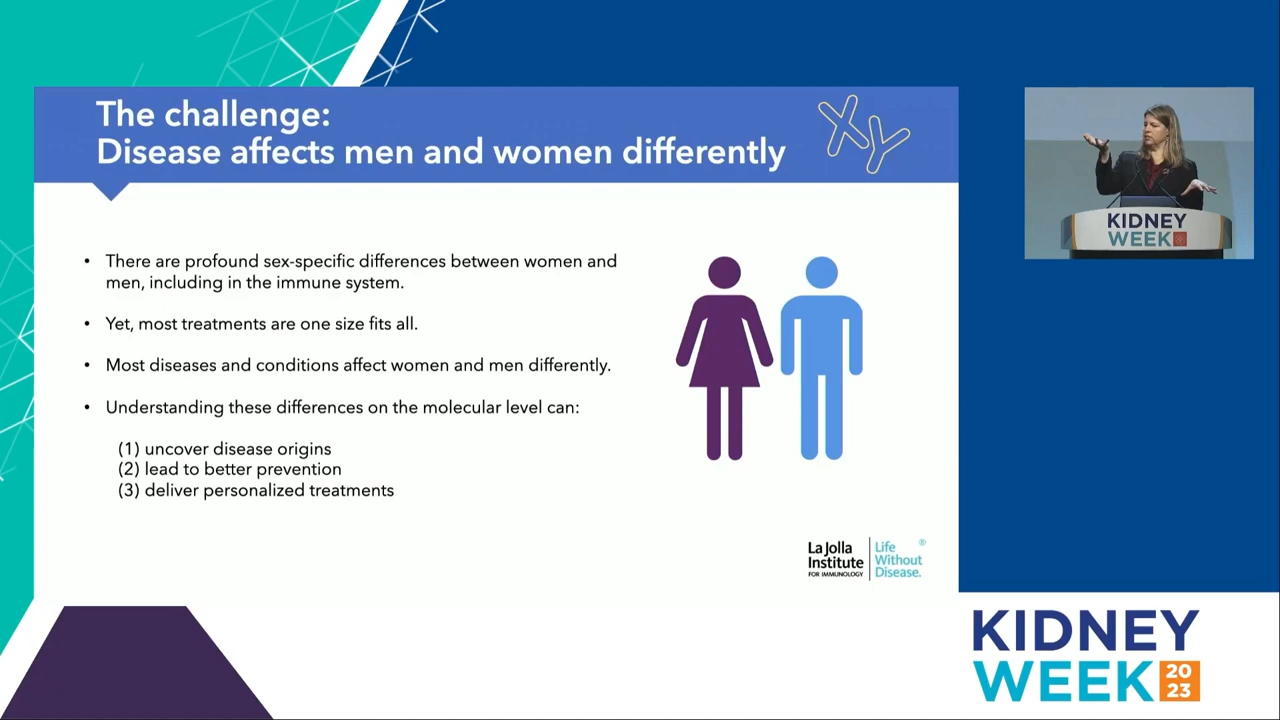 The challenge:
Disease affects men and women differently
XY
• There are profound sex-specific differences between women and
men, including in the immune system.
• Yet, most treatments are one size fits all.
• Most diseases and conditions affect women and men differently.
• Understanding these differences on the molecular level can:
(1) uncover disease origins
(2) lead to better prevention
(3) deliver personalized treatments
La Jolla
Institute
FOR IMMUNOLOGY
Life
Without
Disease.
®
KIDNEY
WEEK
KIDNEY
WEEK 20
23